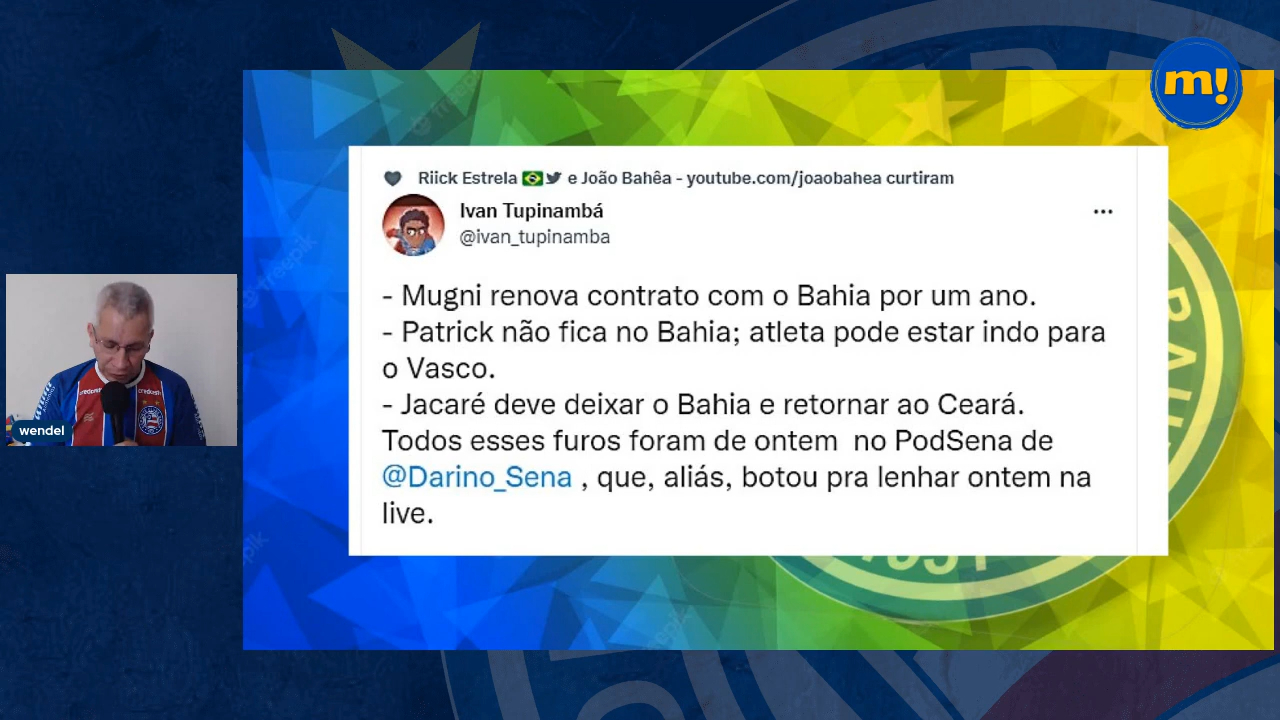 m!
Riick Estrela 🇧🇷 e João Bahêa - youtube.com/joaobahea curtiram
Ivan Tupinambá
@ivan_tupinamba
- Mugni renova contrato com o Bahia por um ano.
- Patrick não fica no Bahia; atleta pode estar indo para
o Vasco.
- Jacaré deve deixar o Bahia e retornar ao Ceará.
Todos esses furos foram de ontem no PodSena de
@Darino_Sena , que, aliás, botou pra lenhar ontem na
live.
wendel
1931
freepik